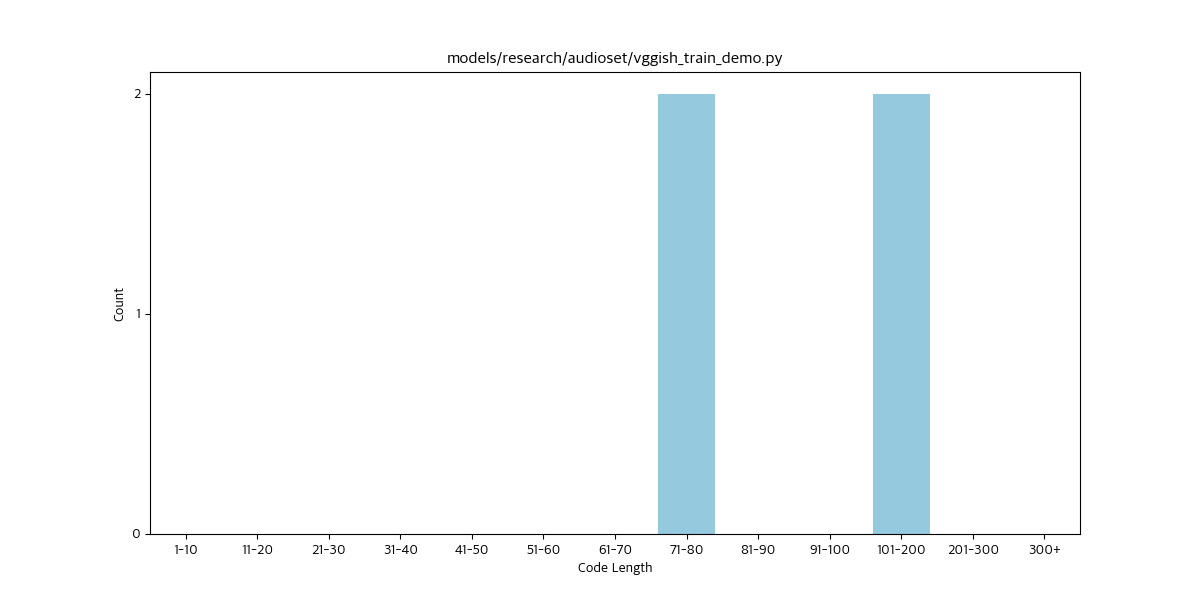 models/research/audioset/vggish_train_demo.py
2
1
0
Count
1-10 11-20 21-30 31-40 41-50 51-60 61-70 71-80 81-90 91-100 101-200 201-300 300+
Code Length